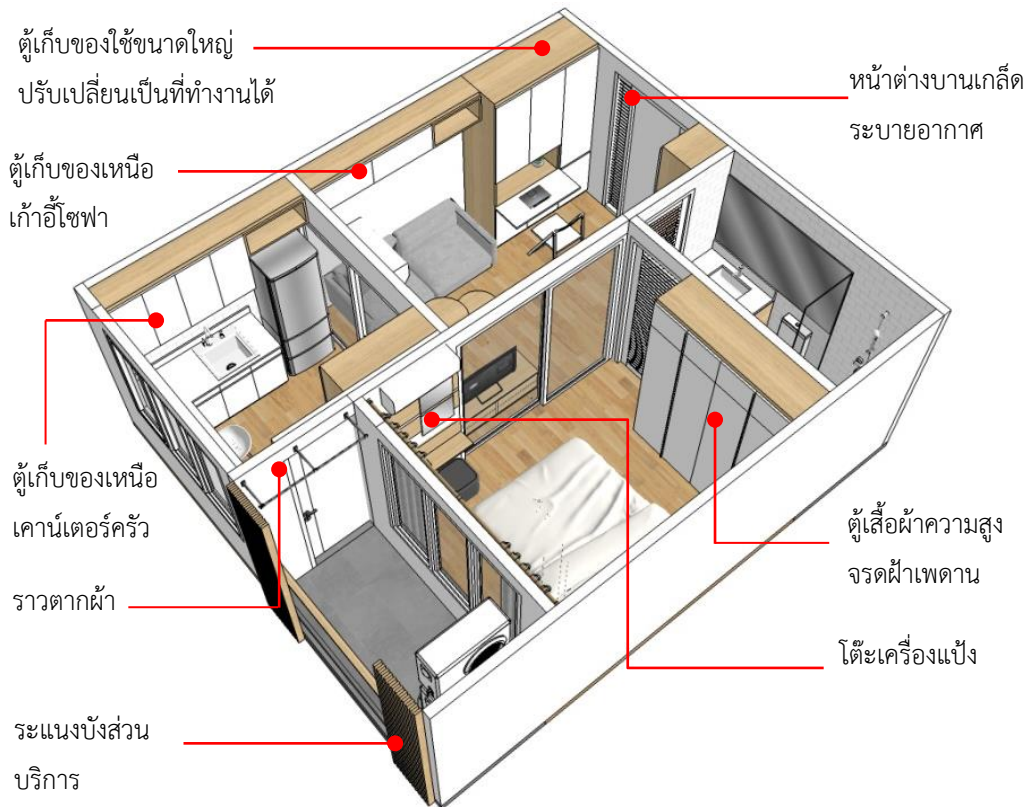 ตู้เก็บของใช้ขนาดใหญ่
ปรับเปลี่ยนเป็นที่ทำงานได้
หน้าต่างบานเกล็ด
ระบายอากาศ
ตู้เก็บของเหนือ
เก้าอี้โซฟา
ตู้เก็บของเหนือ
เคาน์เตอร์ครัว
ตู้เสื้อผ้าความสูง
จรดฝ้าเพดาน
ราวตากผ้า
โต๊ะเครื่องแป้ง
ระแนงบังส่วน
บริการ